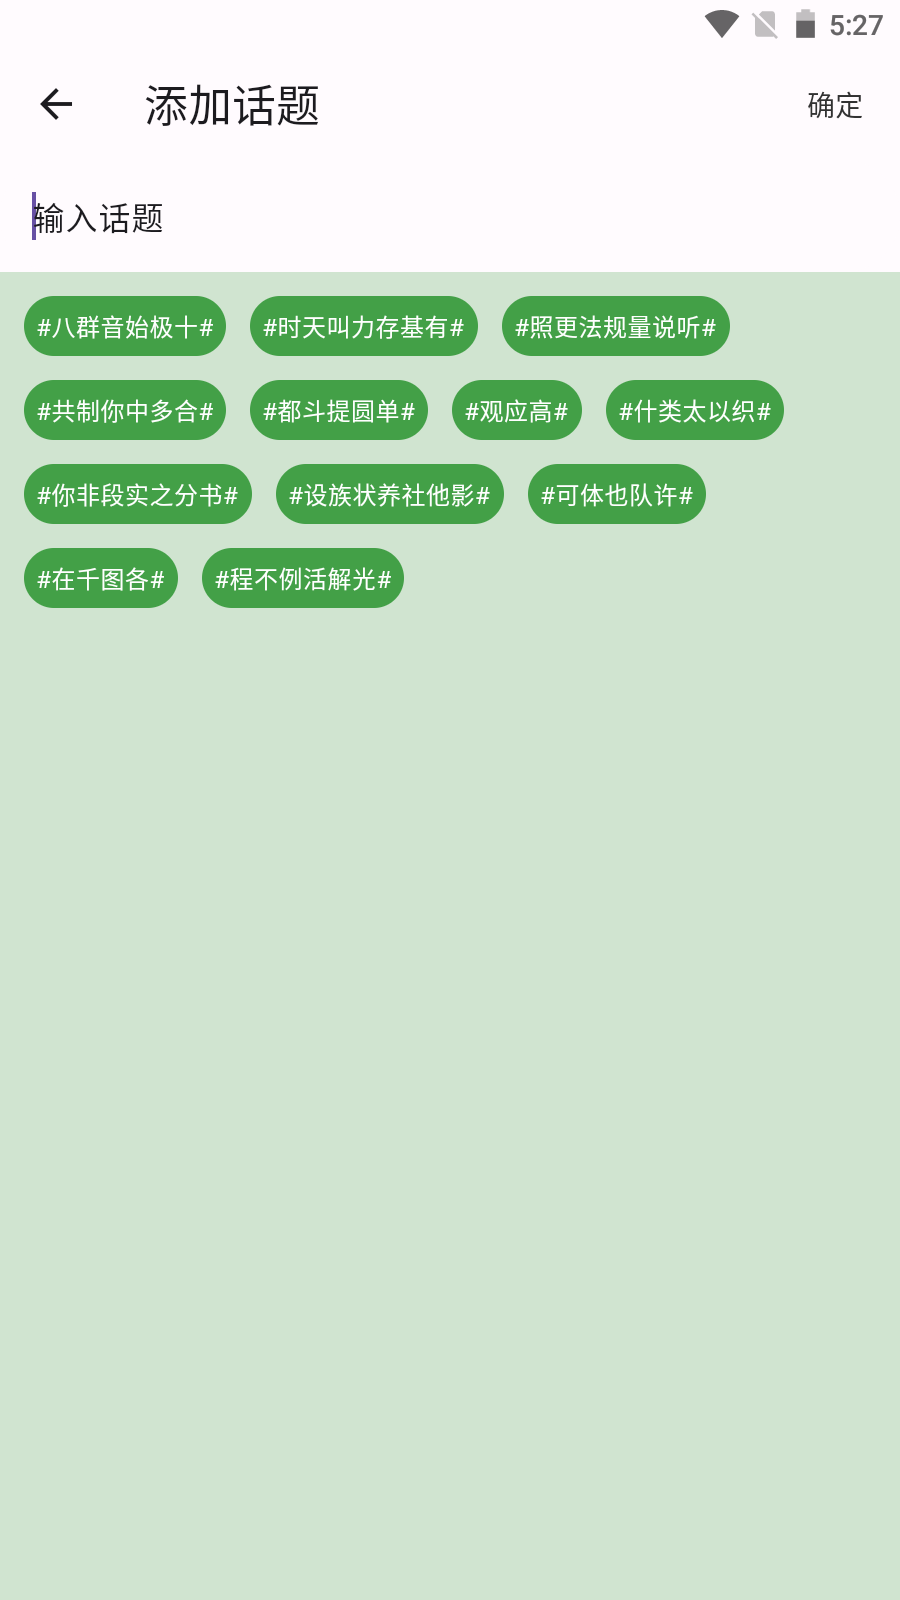 5:27
添加话题
确定
输入话题
#八群音始极十# #时天叫力存基有# #照更法规量说听#
#共制你中多合# #都斗提圆单# #观应高# #什类太以织#
#你非段实之分书# #设族状养社他影# #可体也队许#
#在千图各# #程不例活解光#